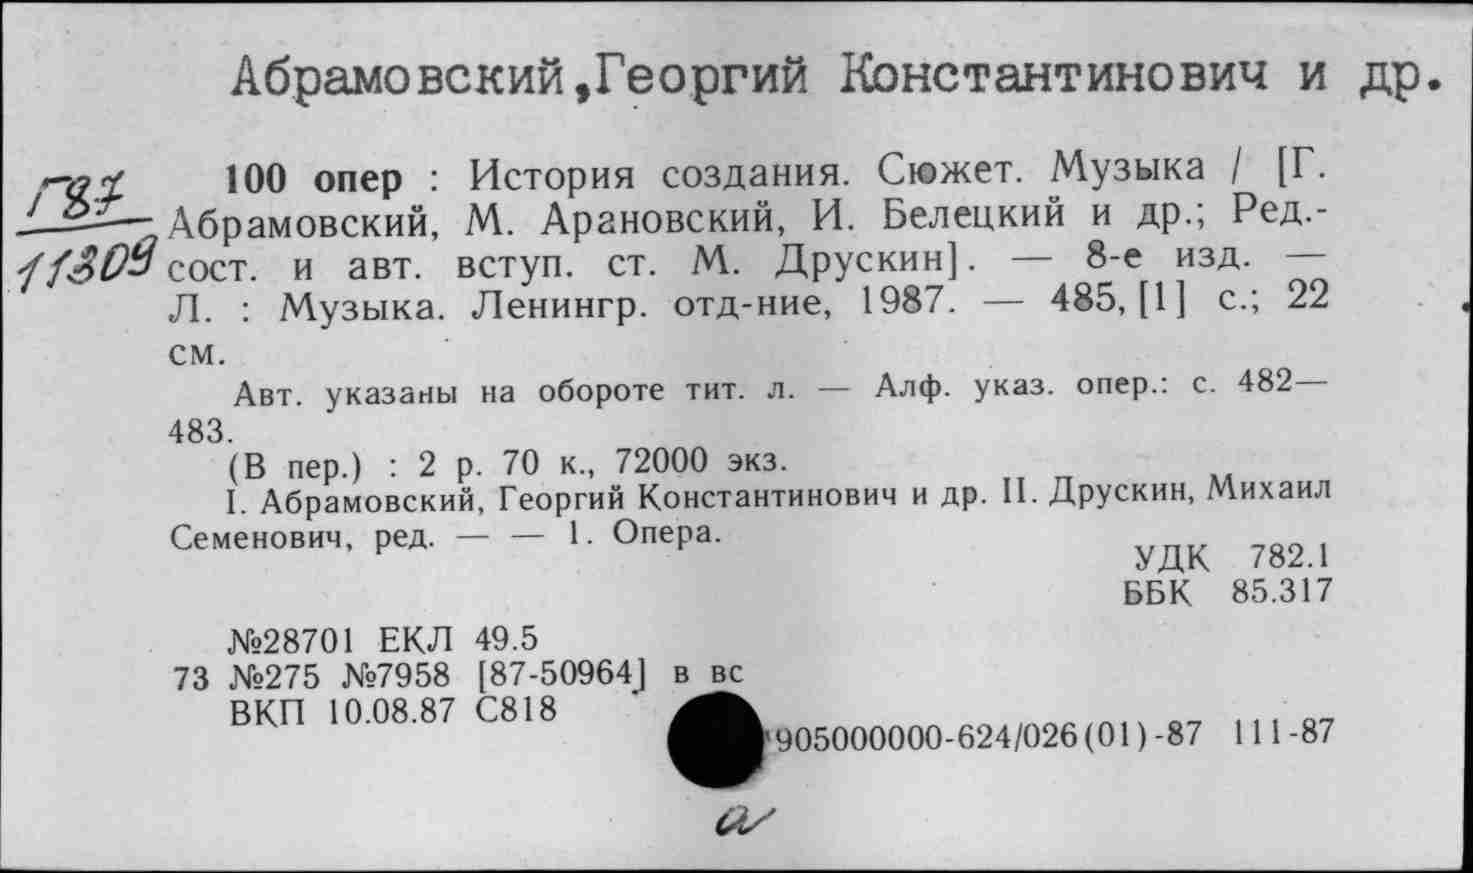 Абрамовский,Георгий Константинович и др.
Г87
11309
100 опер : История создания. Сюжет. Музыка / [Г.
Абрамовский, М. Арановский, И. Белецкий и др.; Ред.-
сост. и авт. вступ. ст. М. Друскин]. — 8-е изд. —
Л. : Музыка. Ленингр. отд-ние, 1987. — 485, [1] с.; 22
см.
Авт. указаны на обороте тит. л. — Алф. указ. опер.: с. 482—
483.
(В пер.) : 2 р. 70 к., 72000 экз.
I. Абрамовский, Георгий Константинович и др. II. Друскин, Михаил
Семенович, ред. — — 1. Опера.
УДК 782.1
ББК 85.317
№28701 ЕКЛ 49.5
73 №275 №7958 [87-50964] в вс
ВКП 10.08.87 С818
905000000-624/026(01)-87 111-87